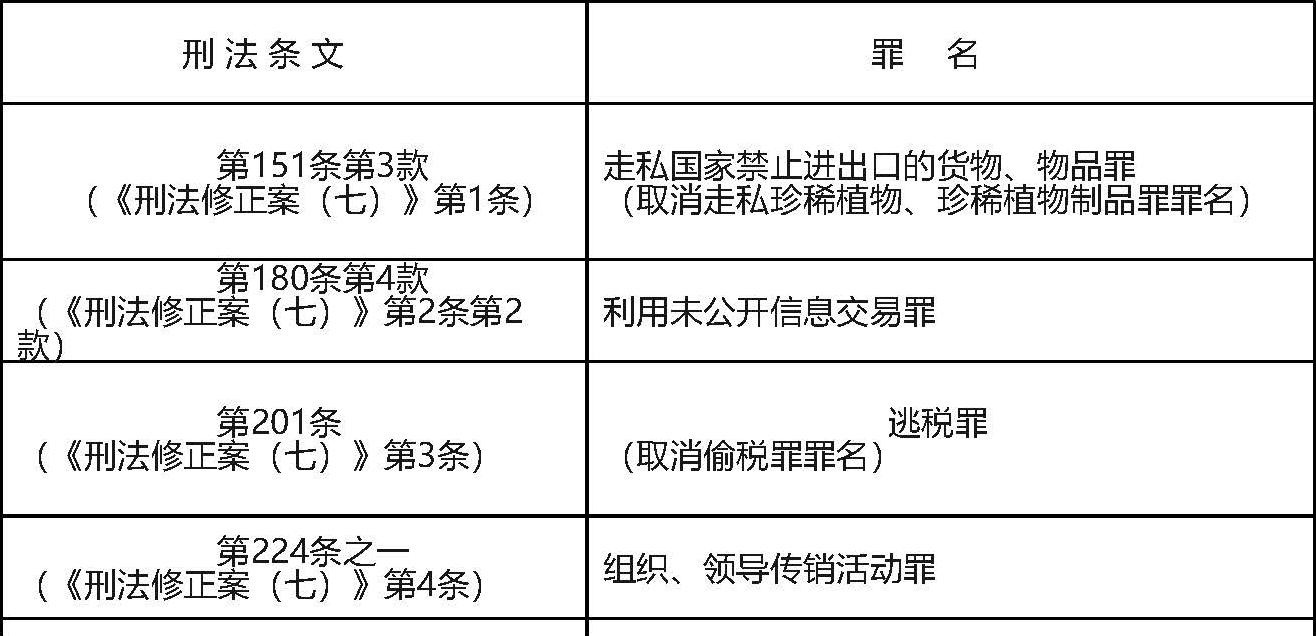 刑 法 条 文
罪 名
第151条第3款
（《刑法修正案（七）》第1条）
走私国家禁止进出口的货物、物品罪
（取消走私珍稀植物、珍稀植物制品罪罪名）
第180条第4款
（《刑法修正案（七）》第2条第2
款）
利用未公开信息交易罪
第201条
（《刑法修正案（七）》第3条）
逃税罪
（取消偷税罪罪名）
第224条之一
（《刑法修正案（七）》第4条）
组织、领导传销活动罪